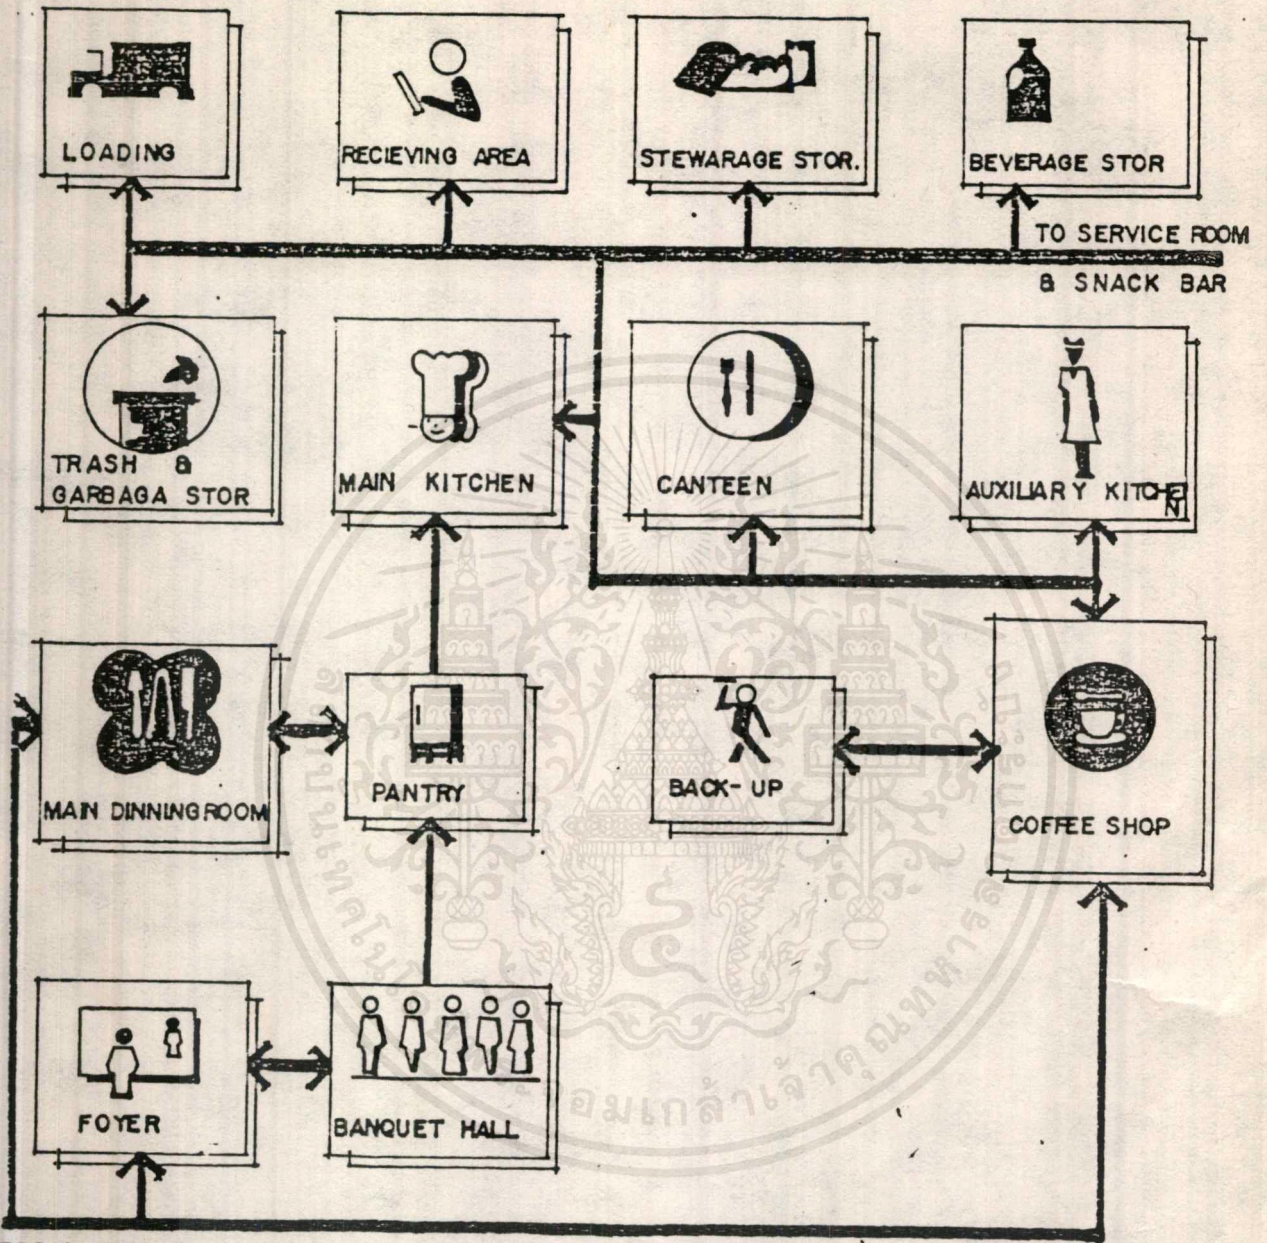 LOADING
RECIEVING AREA
STEWARAGE STOR.
BEVERAGE STOR
TO SERVICE ROOM
& SNACK BAR
TRASH &
GARBAGA STOR
MAIN KITCHEN
CANTEEN
AUXILIARY KITCHEN
MAIN DINNINGROOM
PANTRY
BACK-UP
COFFEE SHOP
FOYER
BANQUET HALL